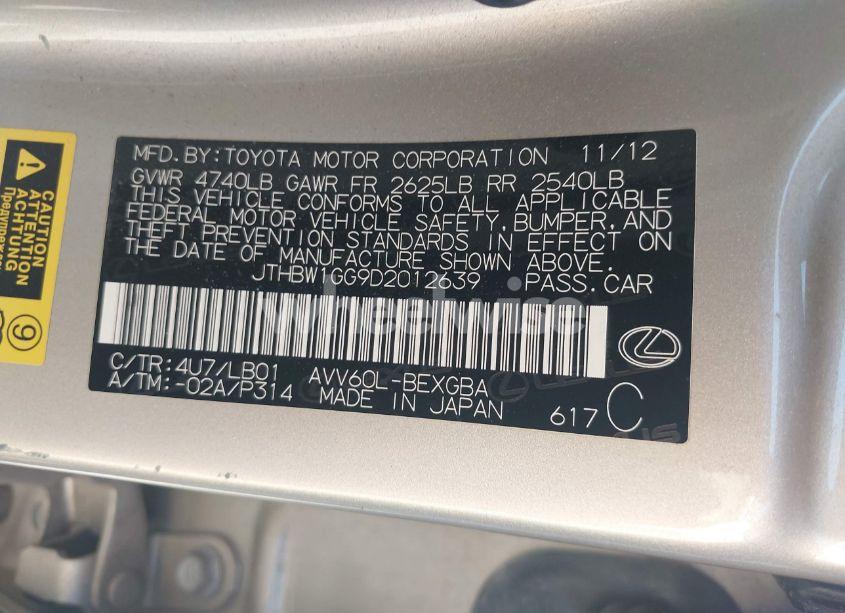 CAUTION
ATTENTION
ACHTUNG
9
MFD.BY:TOYOTA MOTOR CORPORATION 11/12
GVWR 4740LB GAWR FR 2625LB RR 2540LB
THIS VEHICLE CONFORMS TO ALL APPLICABLE
FEDERAL MOTOR VEHICLE SAFETY,BUMPER,AND
THEFT PREVENTION STANDARDS IN EFFECT ON
THE DATE OF MANUFACTURE SHOWN ABOVE.
JTHBW1GG9D2012639 PASS.CAR
wheelwise
C/TR:4U7/LB01 AVV60L-BEXGBA
A/TM:-02A/P314 MADE IN JAPAN
617 C